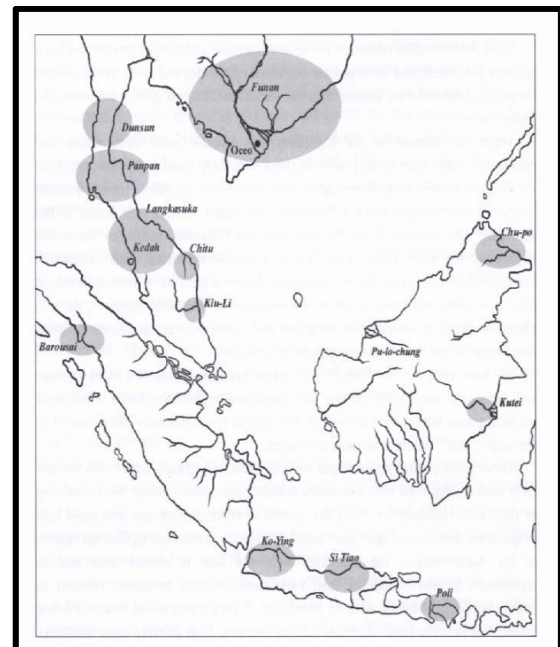 Funan
Oceo
Dunsun
Panpan
Langkasuka
Kedah
Chitu
Kiu-Li
Barousai
Chu-po
Pu-lo-chung
Kutei
Ko-Ying
Si Tiao
Poli